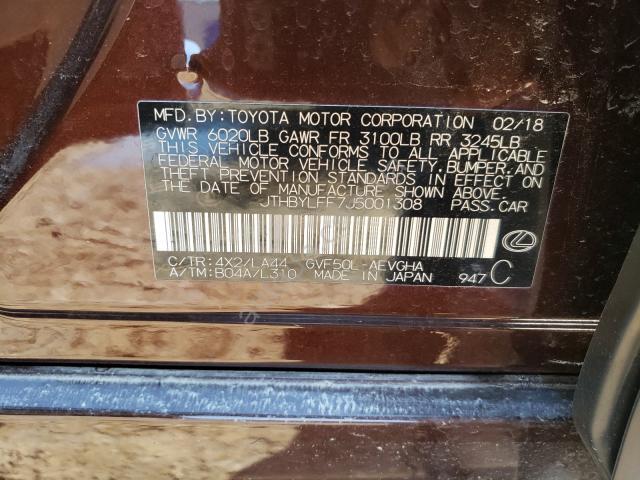 MFD.BY:TOYOTA MOTOR CORPORATION 02/18
GVWR 6020LB GAWR FR 3100LB RR 3245LB
THIS VEHICLE CONFORMS TO ALL APPLICABLE
FEDERAL MOTOR VEHICLE SAFETY,BUMPER,AND
THEFT PREVENTION STANDARDS IN EFFECT ON
THE DATE OF MANUFACTURE SHOWN ABOVE.
JTHBYLFF7J5001308 PASS.CAR
C/TR:4X2/LA44 GVF50L-AEVGHA
A/TM:B04A/L310 MADE IN JAPAN 947 C